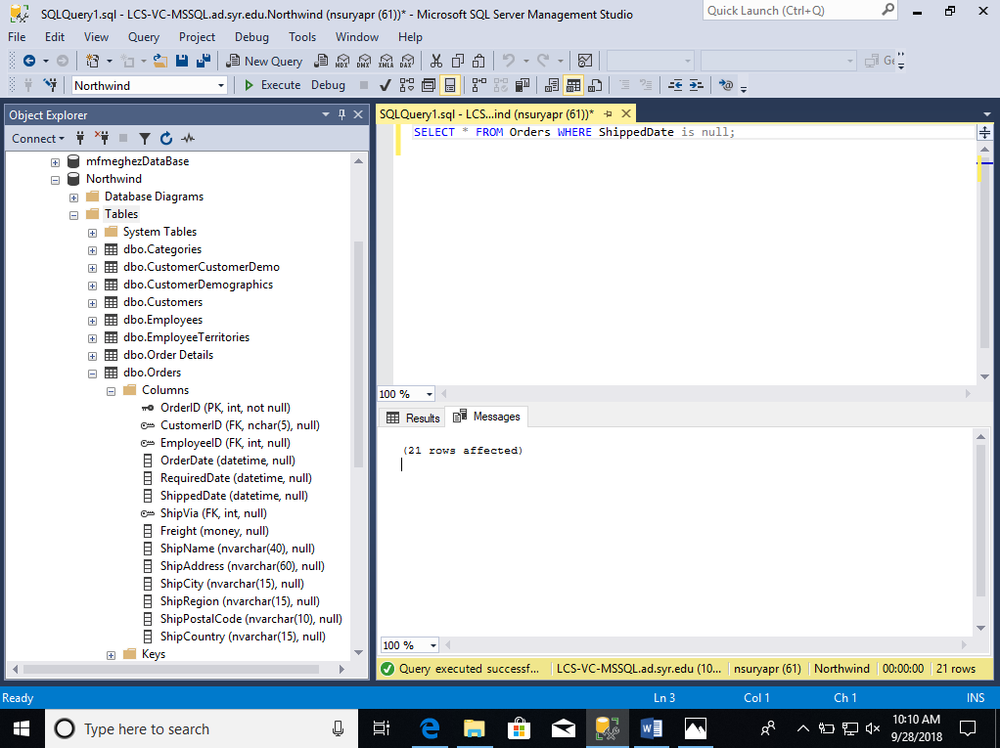 SQLQuery1.sql - LCS-VC-MSSQL.ad.syr.edu.Northwind (nsuryapr (61))* - Microsoft SQL Server Management Studio
Quick Launch (Ctrl+Q)
File Edit View Query Project Debug Tools Window Help
New Query MDX DMX XMLA DAX
Northwind Execute Debug
Object Explorer
Connect
mfmeghezDataBase
Northwind
Database Diagrams
Tables
System Tables
dbo.Categories
dbo.CustomerCustomerDemo
dbo.CustomerDemographics
dbo.Customers
dbo.Employees
dbo.EmployeeTerritories
dbo.Order Details
dbo.Orders
Columns
OrderID (PK, int, not null)
CustomerID (FK, nchar(5), null)
EmployeeID (FK, int, null)
OrderDate (datetime, null)
RequiredDate (datetime, null)
ShippedDate (datetime, null)
ShipVia (FK, int, null)
Freight (money, null)
ShipName (nvarchar(40), null)
ShipAddress (nvarchar(60), null)
ShipCity (nvarchar(15), null)
ShipRegion (nvarchar(15), null)
ShipPostalCode (nvarchar(10), null)
ShipCountry (nvarchar(15), null)
Keys
SQLQuery1.sql - LCS...ind (nsuryapr (61))*
SELECT * FROM Orders WHERE ShippedDate is null;
100 %
Results Messages
(21 rows affected)
100 %
Query executed successf... LCS-VC-MSSQL.ad.syr.edu (10... nsuryapr (61) Northwind 00:00:00 21 rows
Ready Ln 3 Col 1 Ch 1 INS
Type here to search
10:10 AM
9/28/2018